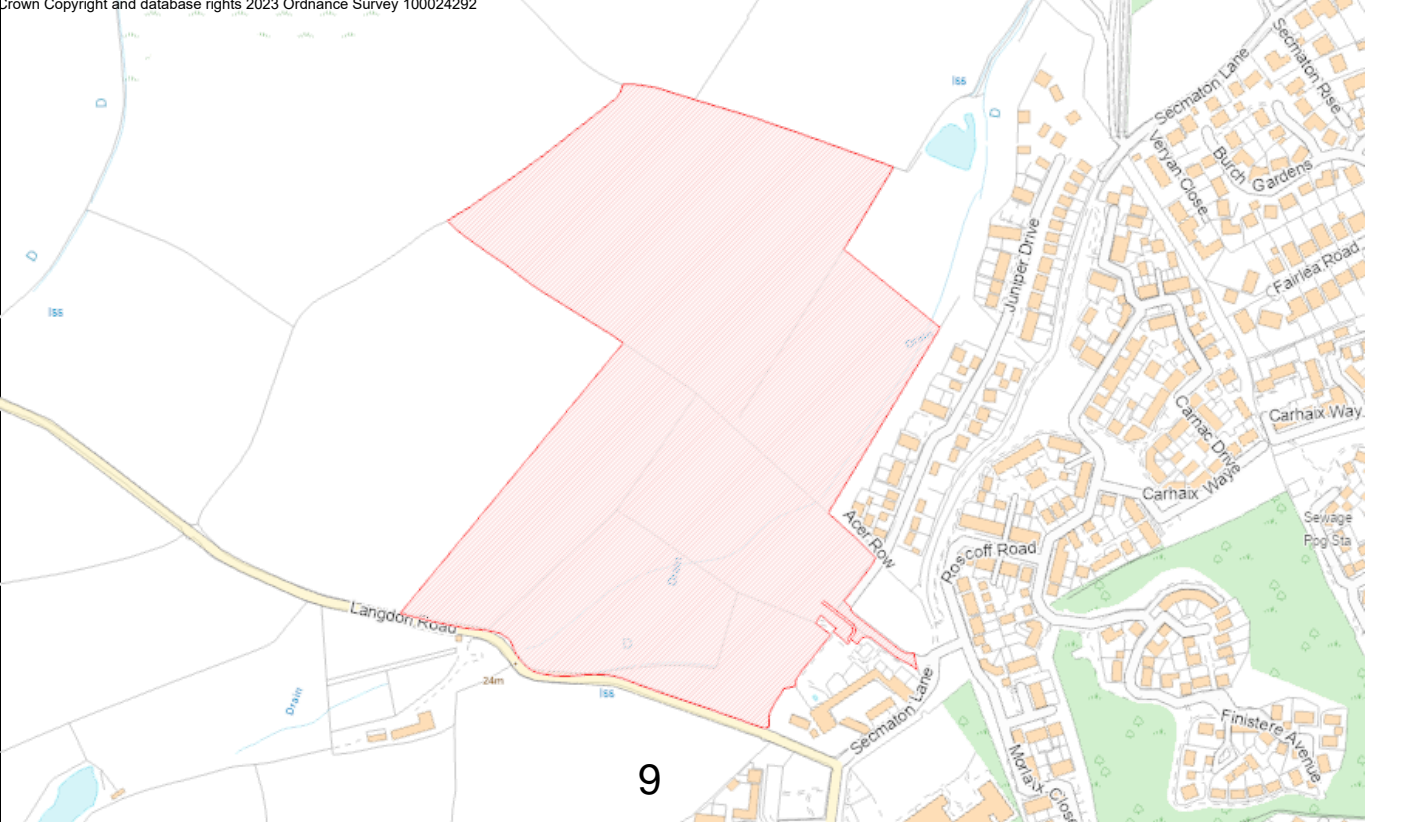 Crown Copyright and database rights 2023 Ordnance Survey 100024292
Secmaton Lane
Secmaton Rise
Iss
D
D
Veryan Close
Burch Gardens
Juniper Drive
Fairlea Road
D
Iss
Drain
Carnac Drive
Carhaix Way
Carhaix Way
Sewage
Ppg Sta
Acer Row
Roscoff Road
Drain
Langdon Road
D
24m
Iss
Drain
Secmaton Lane
Finistere Avenue
Morlaix Close
9